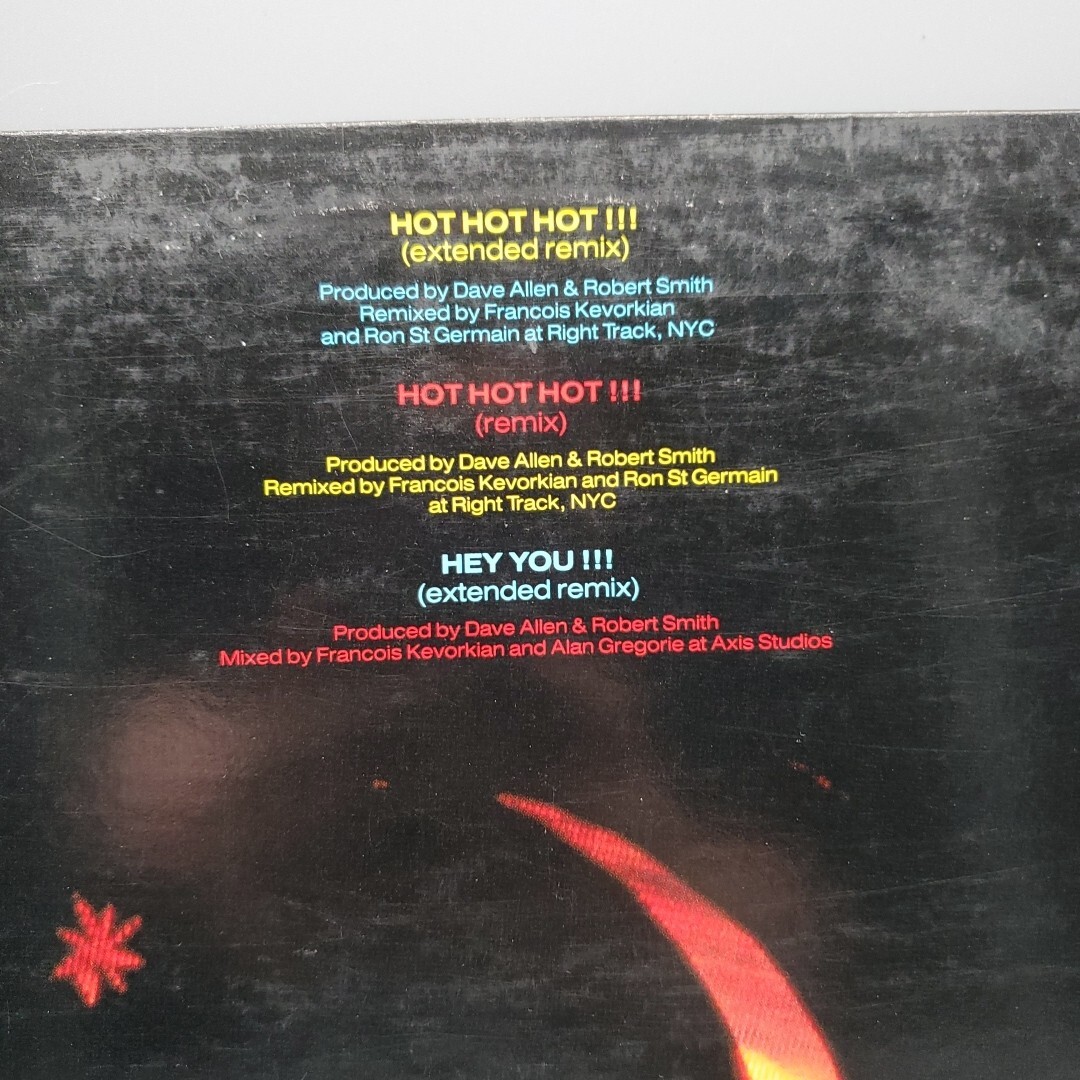 HOT HOT HOT !!!
(extended remix)
Produced by Dave Allen & Robert Smith
Remixed by Francois Kevorkian
and Ron St Germain at Right Track, NYC
HOT HOT HOT !!!
(remix)
Produced by Dave Allen & Robert Smith
Remixed by Francois Kevorkian and Ron St Germain
at Right Track, NYC
HEY YOU !!!
(extended remix)
Produced by Dave Allen & Robert Smith
Mixed by Francois Kevorkian and Alan Gregorie at Axis Studios